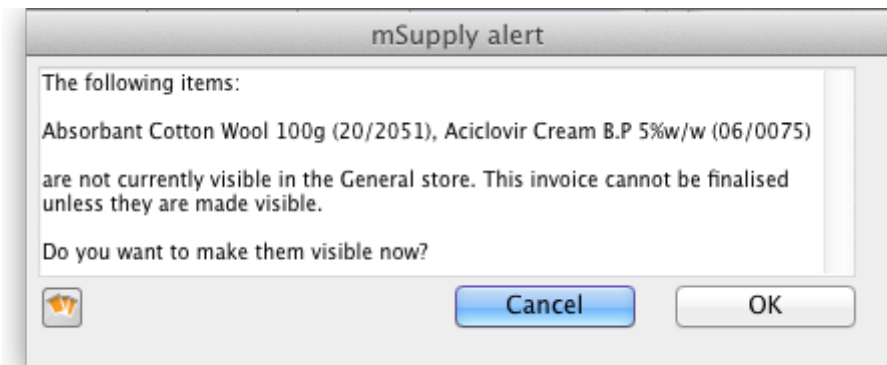 mSupply alert
The following items:
Absorbant Cotton Wool 100g (20/2051), Aciclovir Cream B.P 5%w/w (06/0075)
are not currently visible in the General store. This invoice cannot be finalised
unless they are made visible.
Do you want to make them visible now?
Cancel
OK